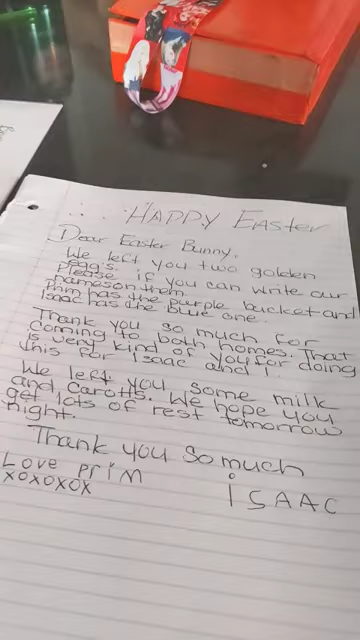 HAPPY EASTER
Dear Easter Bunny,
We left you two golden
egg's.
Please if you can write our
names on them.
Prim has the purple bucket and
Isaac has the blue one.
Thank you so much for
coming to both homes. That
is very kind of you for doing
this for Isaac and I.
We left you some milk
and carotts. We hope you
get lots of rest tomorrow
night.
Thank you so much
Love Prim
xoxoxox
ISAAC